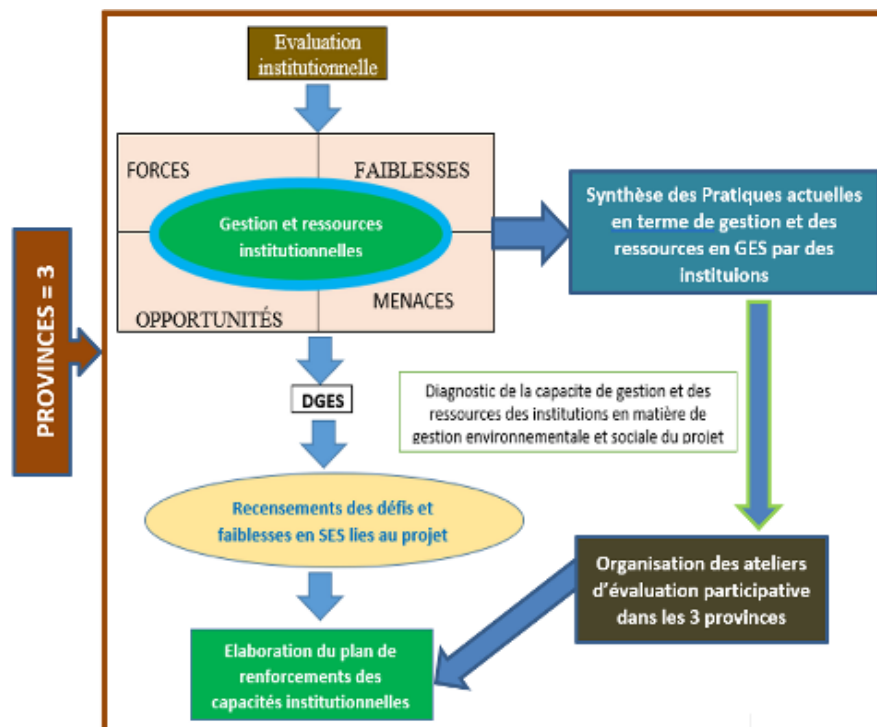 Evaluation
institutionnelle
FORCES
FAIBLESSES
Gestion et ressources
institutionnelles
OPPORTUNITÉS
MENACES
Synthèse des Pratiques actuelles
en terme de gestion et des
ressources en GES par des
instituions
PROVINCES = 3
DGES
Diagnostic de la capacite de gestion et des
ressources des institutions en matière de
gestion environnementale et sociale du projet
Recensements des défis et
faiblesses en SES lies au projet
Organisation des ateliers
d’évaluation participative
dans les 3 provinces
Elaboration du plan de
renforcements des
capacités institutionnelles